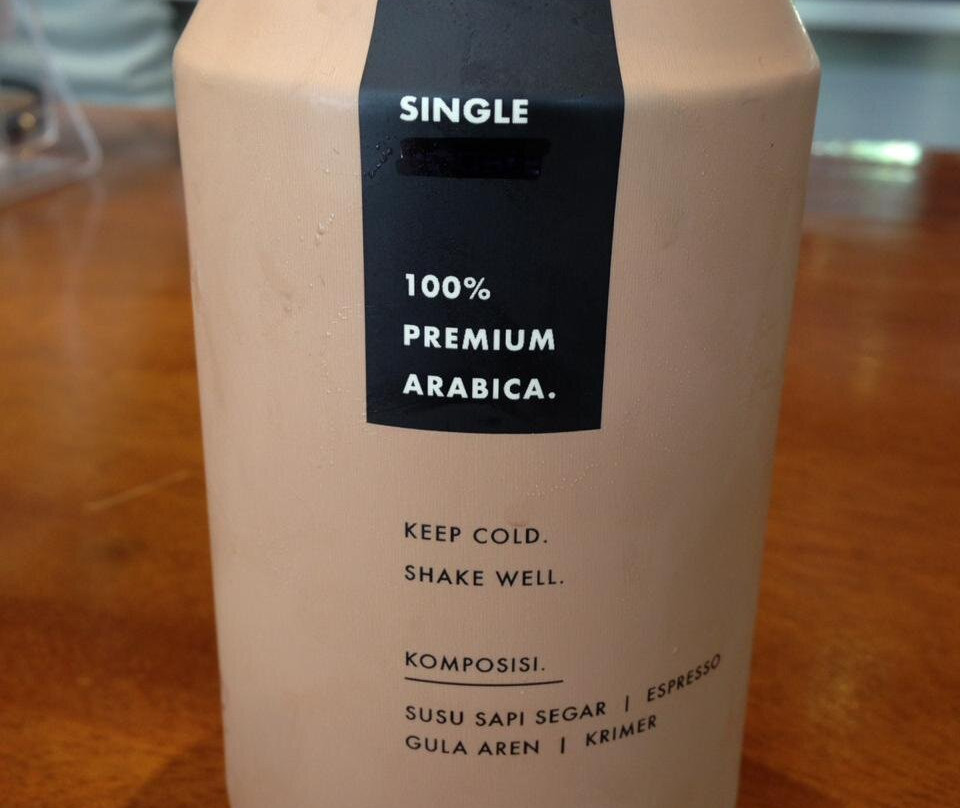 SINGLE
100%
PREMIUM
ARABICA.
KEEP COLD.
SHAKE WELL.
KOMPOSISI.
SUSU SAPI SEGAR | ESPRESSO
GULA AREN | KRIMER